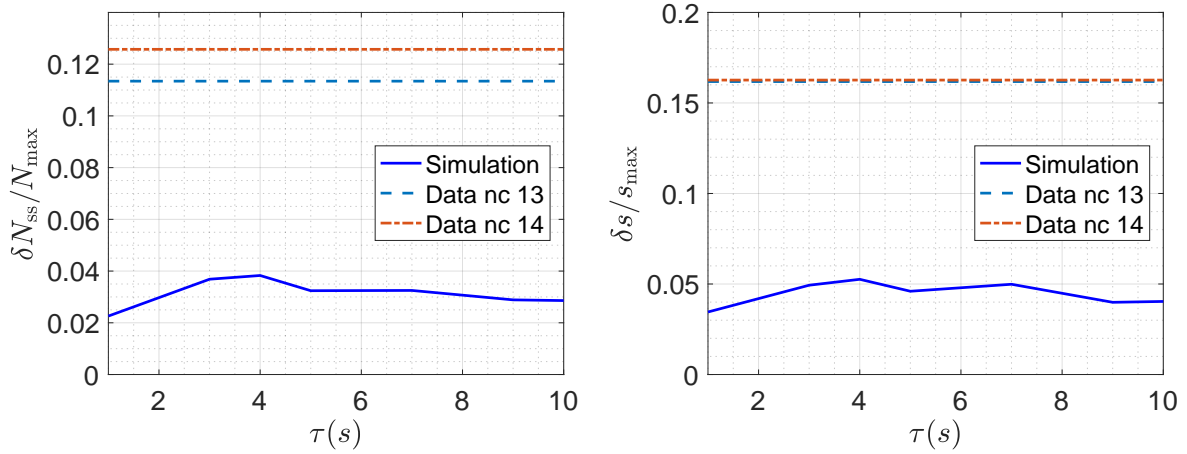 δN_ss/N_max
0.12
0.1
0.08
0.06
0.04
0.02
0
2
4
6
8
10
τ(s)
Simulation
Data nc 13
Data nc 14
δs/s_max
0.2
0.15
0.1
0.05
0
2
4
6
8
10
τ(s)
Simulation
Data nc 13
Data nc 14